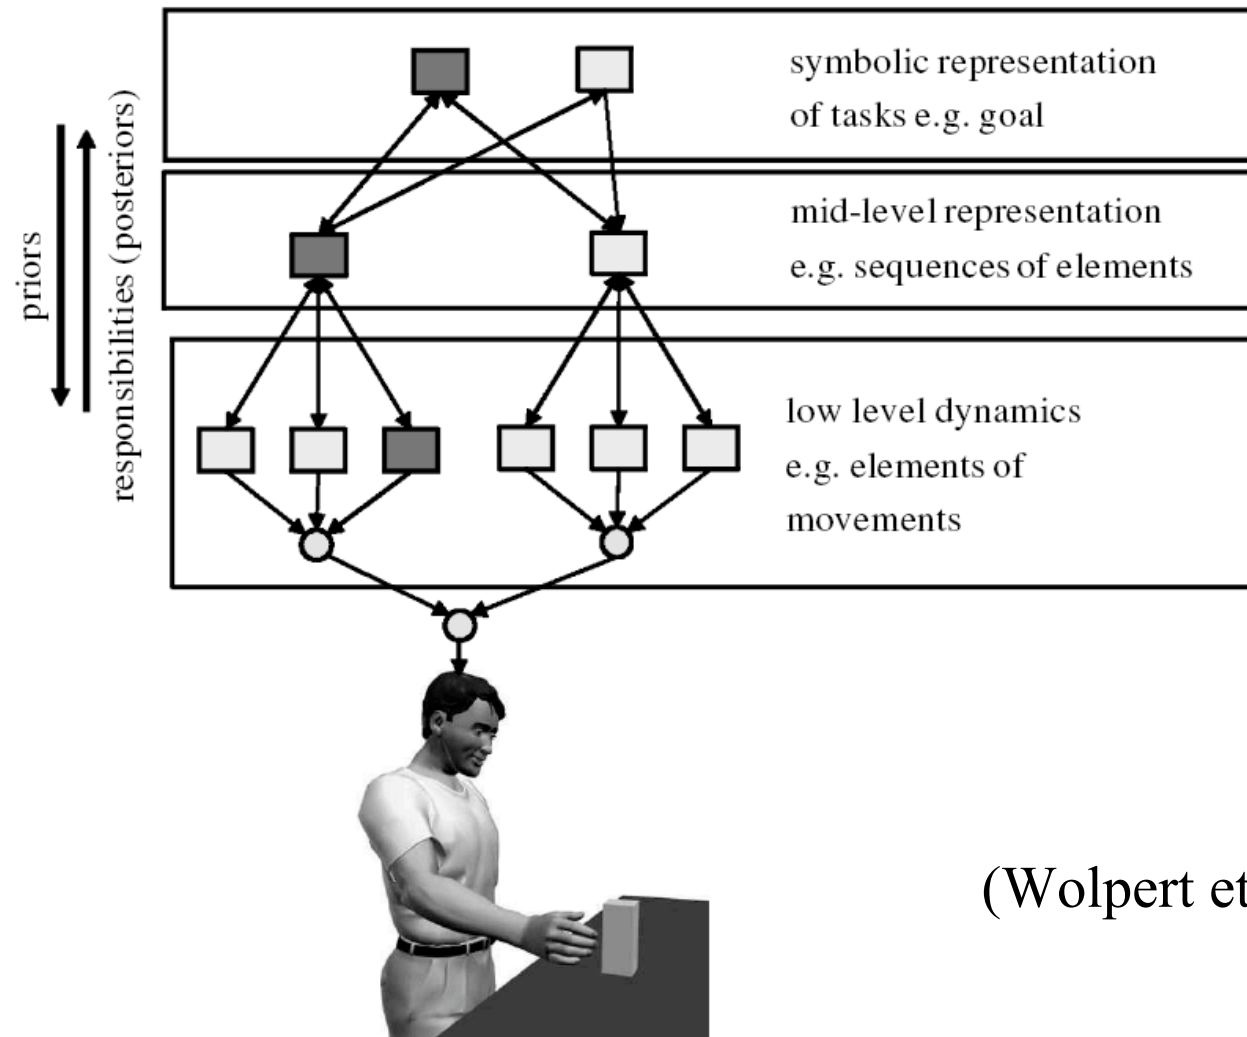 symbolic representation
of tasks e.g. goal
mid-level representation
e.g. sequences of elements
priors
responsibilities (posteriors)
low level dynamics
e.g. elements of
movements
(Wolpert et